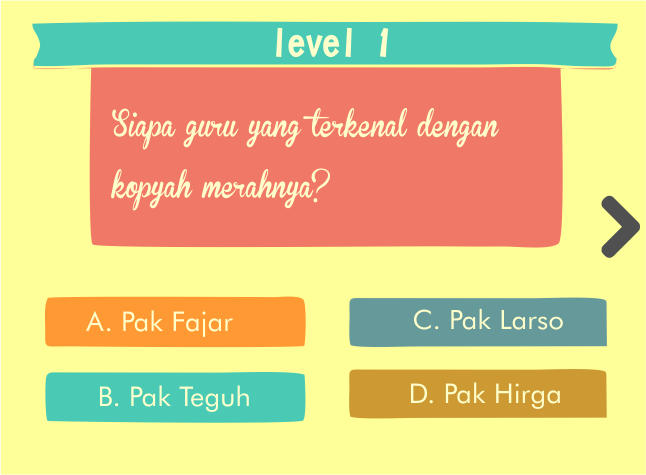 level 1
Siapa guru yang terkenal dengan
kopyah merahnya?
A. Pak Fajar
C. Pak Larso
B. Pak Teguh
D. Pak Hirga